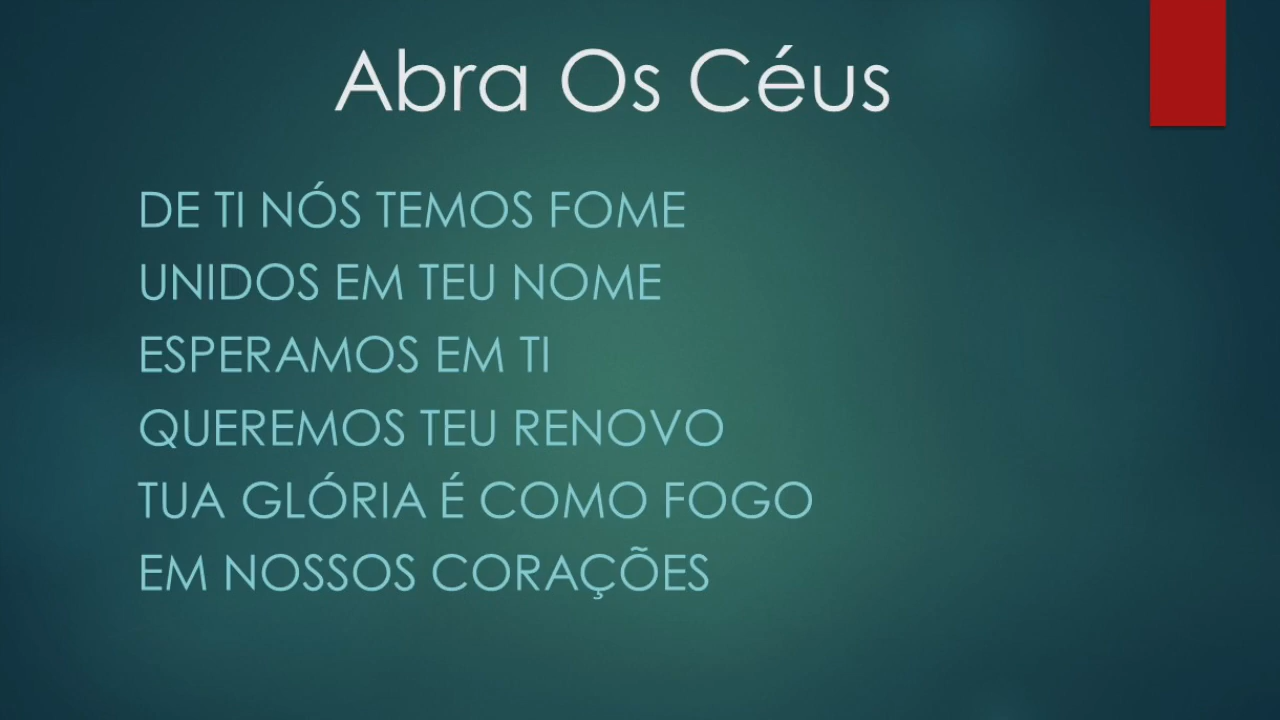 Abra Os Céus
DE TI NÓS TEMOS FOME
UNIDOS EM TEU NOME
ESPERAMOS EM TI
QUEREMOS TEU RENOVO
TUA GLÓRIA É COMO FOGO
EM NOSSOS CORAÇÕES